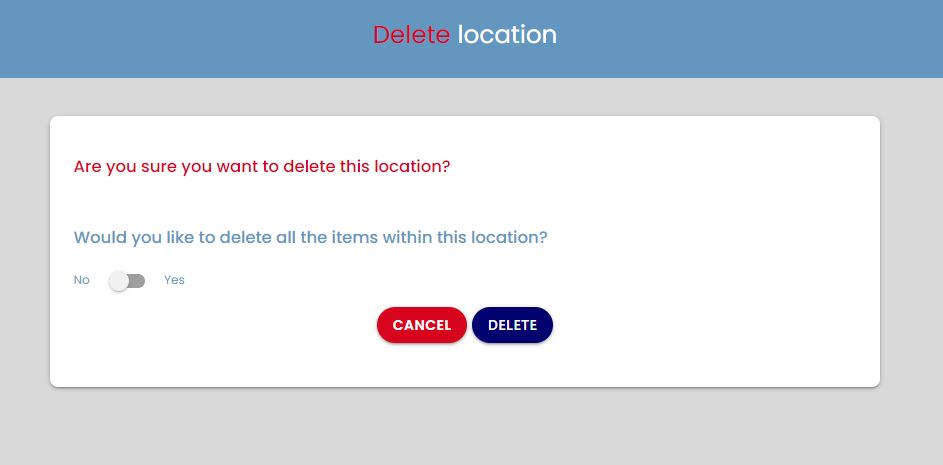 Delete location
Are you sure you want to delete this location?
Would you like to delete all the items within this location?
No Yes
CANCEL DELETE